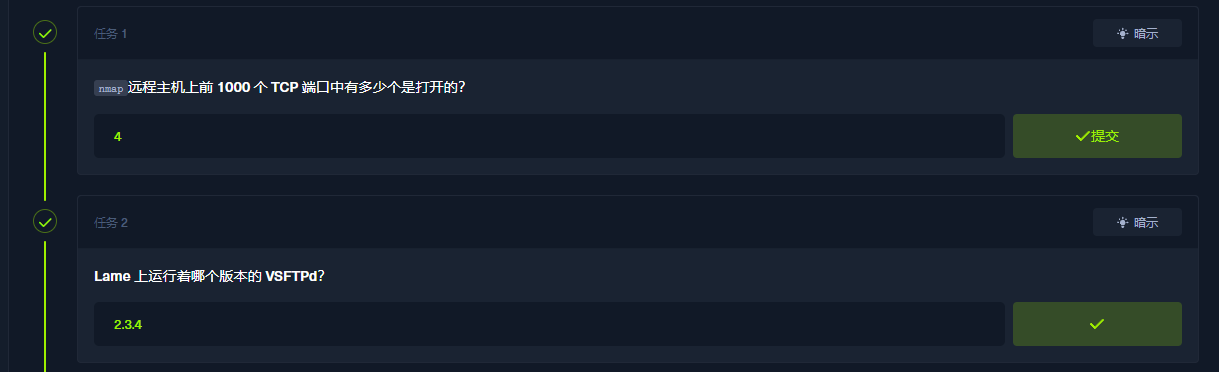 任务 1
暗示
nmap 远程主机上前 1000 个 TCP 端口中有多少个是打开的？
4
提交
任务 2
暗示
Lame 上运行着哪个版本的 VSFTPd？
2.3.4